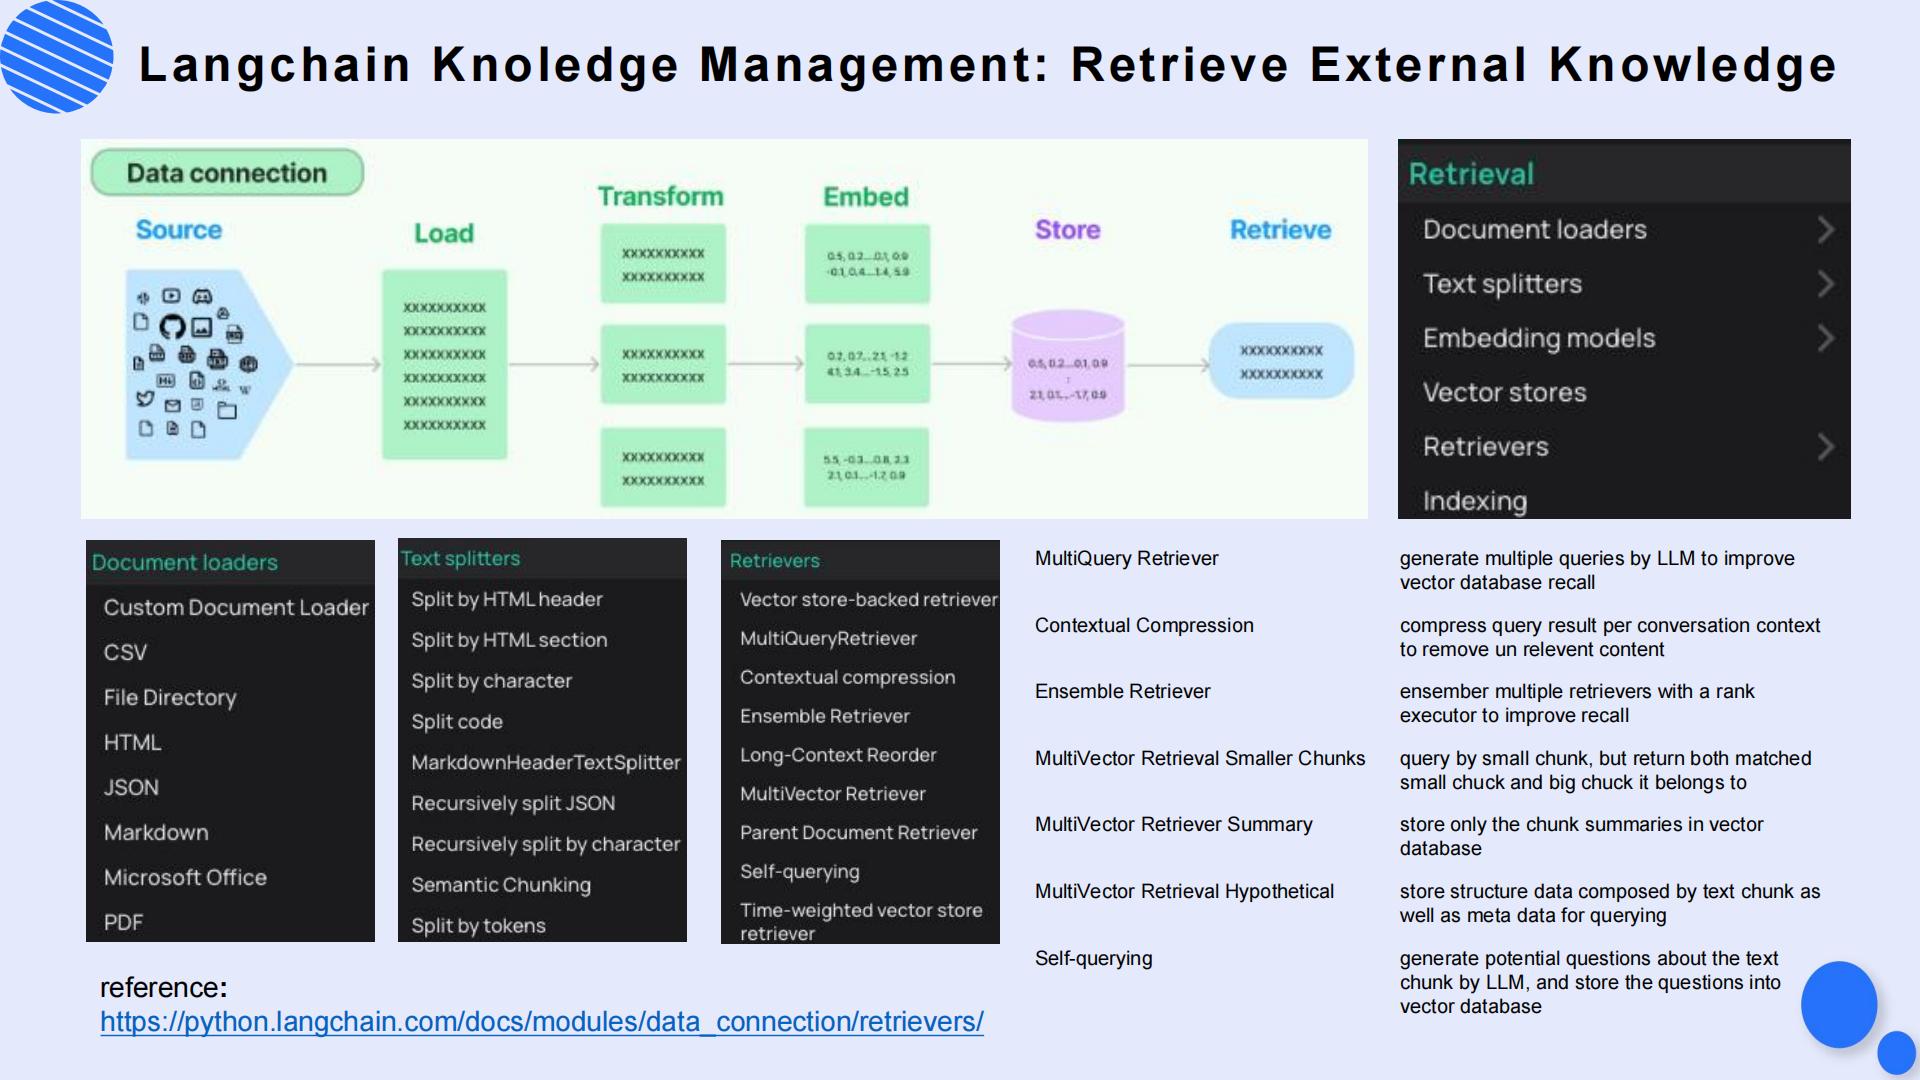 Langchain Knoledge Management: Retrieve External Knowledge
Data connection
Source
Load
Transform
Embed
Store
Retrieve
XXXXXXXXXX
XXXXXXXXXX
XXXXXXXXXX
XXXXXXXXXX
XXXXXXXXXX
XXXXXXXXXX
XXXXXXXXXX
XXXXXXXXXX
XXXXXXXXXX
XXXXXXXXXX
XXXXXXXXXX
XXXXXXXXXX
0.5, 0.2....0.1, 0.9
-0.1, 0.4....1.4, 5.9
0.2, 0.7....2.1, -1.2
4.1, 3.4....-1.5, 2.5
5.5, -0.3....0.8, 2.3
2.1, 0.1....-1.7, 0.9
0.5, 0.2....0.1, 0.9
:
2.1, 0.1....-1.7, 0.9
XXXXXXXXXX
XXXXXXXXXX
Retrieval
Document loaders
Text splitters
Embedding models
Vector stores
Retrievers
Indexing
Document loaders
Custom Document Loader
CSV
File Directory
HTML
JSON
Markdown
Microsoft Office
PDF
Text splitters
Split by HTML header
Split by HTML section
Split by character
Split code
MarkdownHeaderTextSplitter
Recursively split JSON
Recursively split by character
Semantic Chunking
Split by tokens
Retrievers
Vector store-backed retriever
MultiQueryRetriever
Contextual compression
Ensemble Retriever
Long-Context Reorder
MultiVector Retriever
Parent Document Retriever
Self-querying
Time-weighted vector store
retriever
MultiQuery Retriever
generate multiple queries by LLM to improve
vector database recall
Contextual Compression
compress query result per conversation context
to remove un relevent content
Ensemble Retriever
ensember multiple retrievers with a rank
executor to improve recall
MultiVector Retrieval Smaller Chunks
query by small chunk, but return both matched
small chuck and big chuck it belongs to
MultiVector Retriever Summary
store only the chunk summaries in vector
database
MultiVector Retrieval Hypothetical
store structure data composed by text chunk as
well as meta data for querying
Self-querying
generate potential questions about the text
chunk by LLM, and store the questions into
vector database
reference:
https://python.langchain.com/docs/modules/data_connection/retrievers/